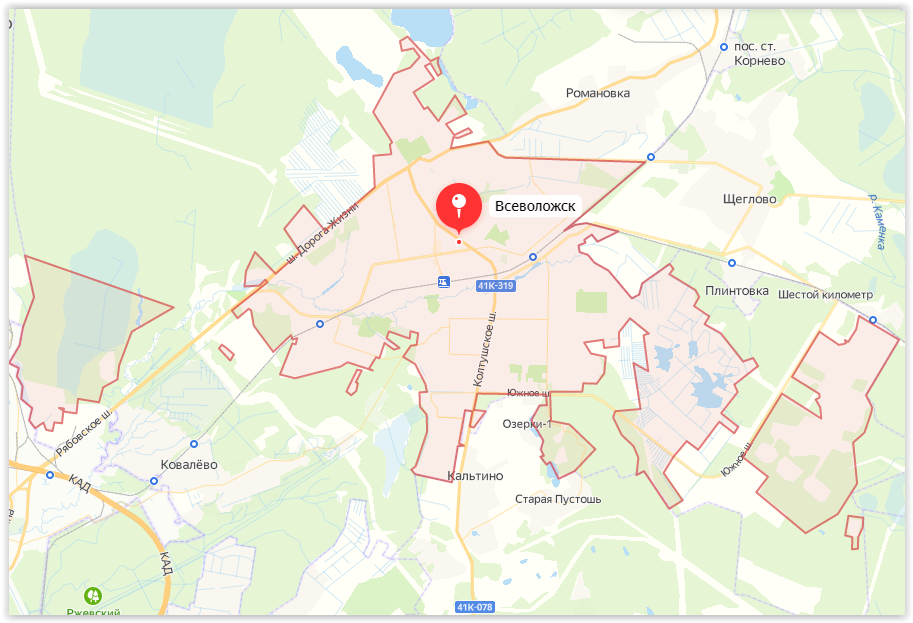 пос. ст.
Корнево
Романовка
Щеглово
р. Каменка
Всеволожск
ш. Дорога Жизни
41К-319
Плинтовка
Шестой километр
Колтушское ш.
Южное ш.
Рябовское ш.
Озерки-1
Южное ш.
Ковалёво
Кальтино
КАД
Старая Пустошь
КАД
41К-078
Ржевский